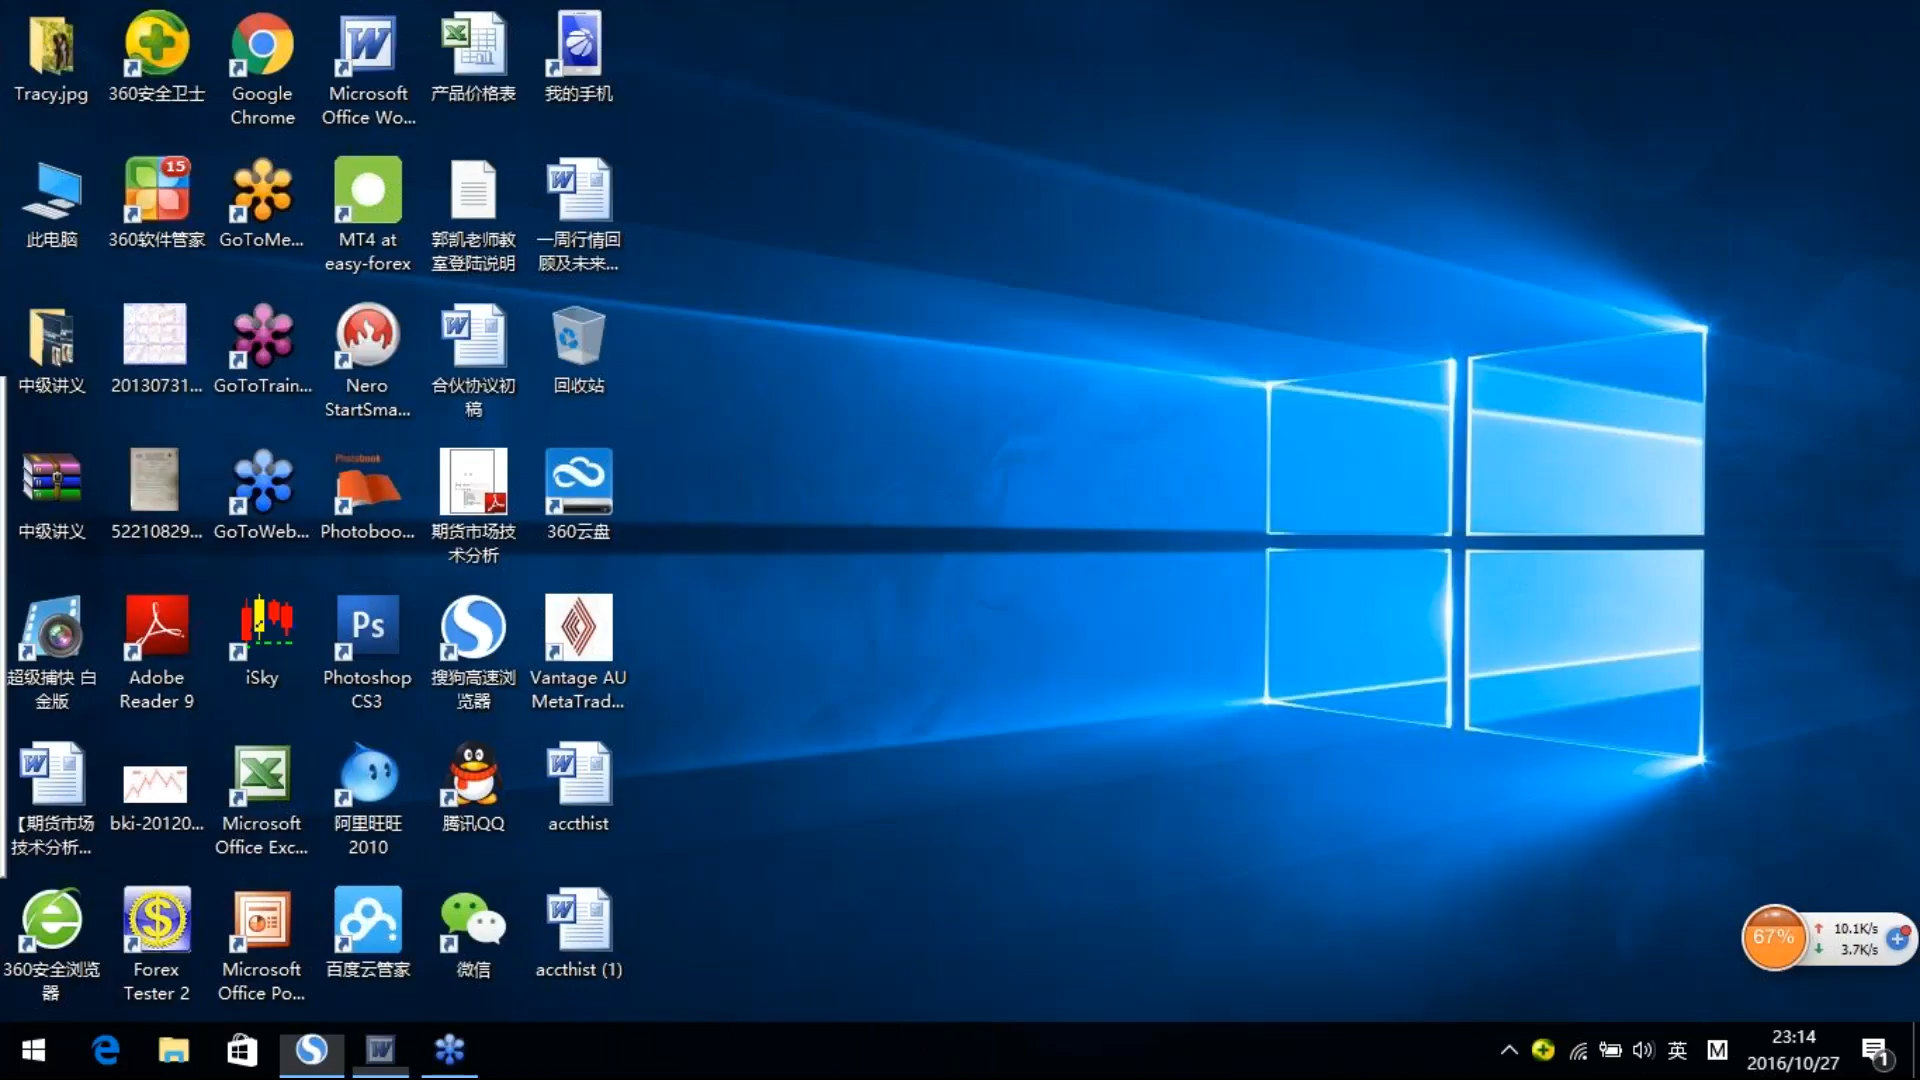 Tracy.jpg
360安全卫士
Google
Chrome
Microsoft
Office Wo...
产品价格表
我的手机
15
此电脑
360软件管家
GoToMe...
MT4 at
easy-forex
郭凯老师教
室登陆说明
一周行情回
顾及未来...
中级讲义
20130731...
GoToTrain...
Nero
StartSma...
合伙协议初
稿
回收站
Photobook
中级讲义
52210829...
GoToWeb...
Photoboo...
期货市场技
术分析
360云盘
Ps
超级捕快 白
金版
Adobe
Reader 9
iSky
Photoshop
CS3
搜狗高速浏
览器
Vantage AU
MetaTrad...
【期货市场
技术分析...
bki-20120...
Microsoft
Office Exc...
阿里旺旺
2010
腾讯QQ
accthist
360安全浏览
器
Forex
Tester 2
Microsoft
Office Po...
百度云管家
微信
accthist (1)
67%
10.1K/s
3.7K/s
英
M
23:14
2016/10/27
1